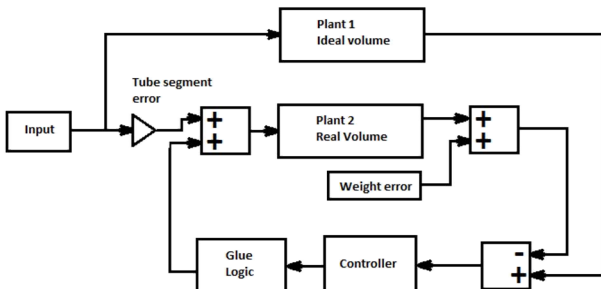 Plant 1
Ideal volume
Tube segment
error
Input
+
+
Plant 2
Real Volume
+
+
Weight error
Glue
Logic
Controller
-
+